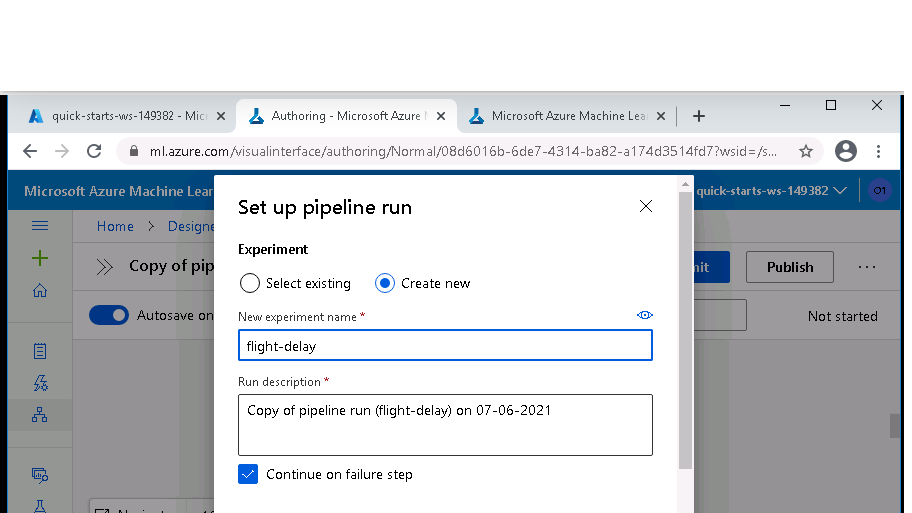 quick-starts-ws-149382 - Micr
Authoring - Microsoft Azure
Microsoft Azure Machine Lear
ml.azure.com/visualinterface/authoring/Normal/08d6016b-6de7-4314-ba82-a174d3514fd7?wsid=/s...
Microsoft Azure Machine Lear
quick-starts-ws-149382
O1
Set up pipeline run
Home > Designe
Experiment
Copy of pip
Select existing
Create new
mit
Publish
Autosave on
New experiment name *
flight-delay
Not started
Run description *
Copy of pipeline run (flight-delay) on 07-06-2021
Continue on failure step